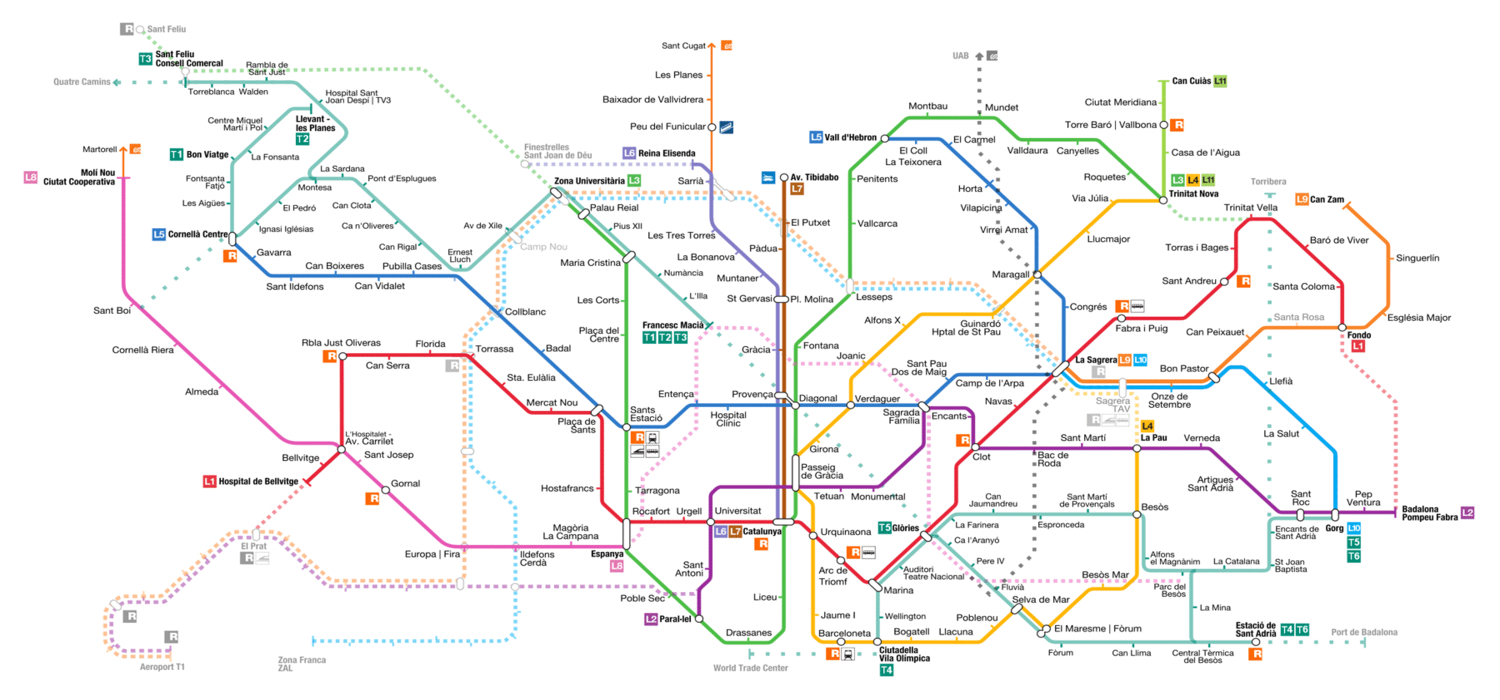 R Sant Feliu
T3 Sant Feliu
Consell Comercal
Quatre Camins
Rambla de
Sant Just
Torreblanca Walden
Hospital Sant
Joan Despí | TV3
Centre Miquel
Martí i Pol
Llevant -
les Planes
T2
T1 Bon Viatge
La Fonsanta
Fontsanta
Fatjó
Les Aigües
La Sardana
Montesa
Pont d'Esplugues
El Pedró
Can Clota
Ignasi Iglésias
Ca n'Oliveres
Can Rigal
Ernest
Lluch
Av de Xile
Camp Nou
Martorell
L8 Molí Nou
Ciutat Cooperativa
L5 Cornellà Centre
R
Gavarra
Can Boixeres
Pubilla Cases
Sant Ildefons
Can Vidalet
Collblanc
Badal
Sant Boi
Cornellà Riera
Almeda
Rbla Just Oliveras
R
Can Serra
Florida
R
Torrassa
Sta. Eulàlia
Mercat Nou
Plaça de
Sants
Sants
Estació
R
L'Hospitalet -
Av. Carrilet
Sant Josep
Bellvitge
L1 Hospital de Bellvitge
Gornal
R
El Prat
R
Europa | Fira
Ildefons
Cerdà
Magòria
La Campana
Espanya
L8
Hostafrancs
Tarragona
Rocafort
Urgell
Universitat
R
R
Aeroport T1
Zona Franca
ZAL
Sant Cugat
Les Planes
Baixador de Vallvidrera
Peu del Funicular
Finestrelles
Sant Joan de Déu
L6 Reina Elisenda
Sarrià
Zona Universitària L3
Palau Reial
Pius XII
Maria Cristina
Numància
L'Illa
Les Corts
Plaça del
Centre
Francesc Macià
T1 T2 T3
Les Tres Torres
La Bonanova
Muntaner
St Gervasi
Pl. Molina
Gràcia
Provença
Diagonal
Entença
Hospital
Clínic
Av. Tibidabo
L7
El Putxet
Pàdua
Fontana
L5 Vall d'Hebron
Penitents
Vallcarca
Lesseps
Montbau
Mundet
El Coll
La Teixonera
El Carmel
Valldaura
Canyelles
Roquetes
Horta
Vilapicina
Virrei Amat
Maragall
Via Júlia
Llucmajor
UAB
Can Cuiàs L11
Ciutat Meridiana
Torre Baró | Vallbona
R
Casa de l'Aigua
L3 L4 L11
Trinitat Nova
Torribera
Trinitat Vella
L9 Can Zam
Baró de Viver
Singuerlín
Torras i Bages
Sant Andreu
R
Santa Coloma
Santa Rosa
Can Peixauet
Església Major
Fondo
L1
Congrés
R
Fabra i Puig
Alfons X
Guinardó
Hptal de St Pau
Joanic
Sant Pau
Dos de Maig
Camp de l'Arpa
La Sagrera L9 L10
R
Verdaguer
Sagrada
Família
Encants
Navas
Sagrera
TAV
R
Onze de
Setembre
Bon Pastor
Llefià
La Salut
L4
La Pau
R
Clot
Bac de
Roda
Sant Martí
Verneda
Artigues
Sant Adrià
Sant
Roc
Pep
Ventura
Badalona
Pompeu Fabra
L2
Gorg
L10
T5
T6
Encants de
Sant Adrià
St Joan
Baptista
Girona
Passeig
de Gràcia
Tetuan
Monumental
L6 L7 Catalunya
R
Urquinaona
R
Arc de
Triomf
Marina
T5 Glòries
La Farinera
Can
Jaumandreu
Espronceda
Sant Martí
de Provençals
Besòs
Ca l'Aranyó
Auditori
Teatre Nacional
Pere IV
Fluvià
Alfons
el Magnànim
La Catalana
Parc del
Besòs
La Mina
Besòs Mar
Selva de Mar
Poblenou
Llacuna
Bogatell
Wellington
El Maresme | Fòrum
Fòrum
Can Llima
Central Tèrmica
del Besòs
Estació de
Sant Adrià
T4 T6
R
Port de Badalona
Sant
Antoni
Poble Sec
L2 Paral·lel
Drassanes
Liceu
Jaume I
Barceloneta
R
World Trade Center
Ciutadella
Vila Olímpica
T4